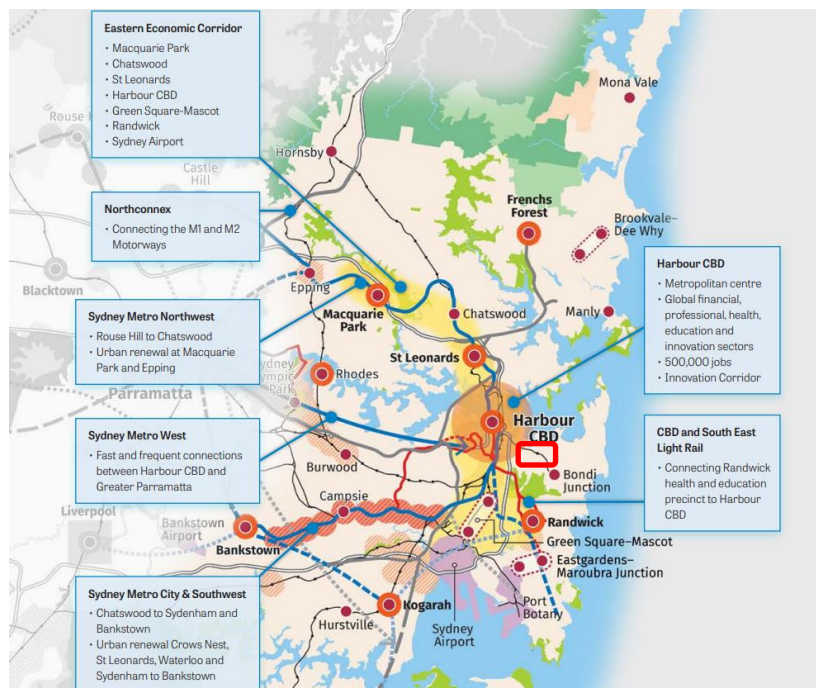 Eastern Economic Corridor
• Macquarie Park
• Chatswood
• St Leonards
• Harbour CBD
• Green Square-Mascot
• Randwick
• Sydney Airport
Northconnex
• Connecting the M1 and M2
Motorways
Sydney Metro Northwest
• Rouse Hill to Chatswood
• Urban renewal at Macquarie
Park and Epping
Sydney Metro West
• Fast and frequent connections
between Harbour CBD and
Greater Parramatta
Sydney Metro City & Southwest
• Chatswood to Sydenham and
Bankstown
• Urban renewal Crows Nest,
St Leonards, Waterloo and
Sydenham to Bankstown
Harbour CBD
• Metropolitan centre
• Global financial,
professional, health,
education and
innovation sectors
• 500,000 jobs
• Innovation Corridor
CBD and South East
Light Rail
• Connecting Randwick
health and education
precinct to Harbour
CBD
Mona Vale
Hornsby
Castle
Hill
Frenchs
Forest
Brookvale–
Dee Why
Blacktown
Epping
Macquarie
Park
Chatswood
Manly
St Leonards
Rhodes
Park
Parramatta
Harbour
CBD
Burwood
Bondi
Junction
Campsie
Liverpool
Bankstown
Airport
Bankstown
Randwick
Green Square–Mascot
Eastgardens–
Maroubra Junction
Kogarah
Hurstville
Sydney
Airport
Port
Botany